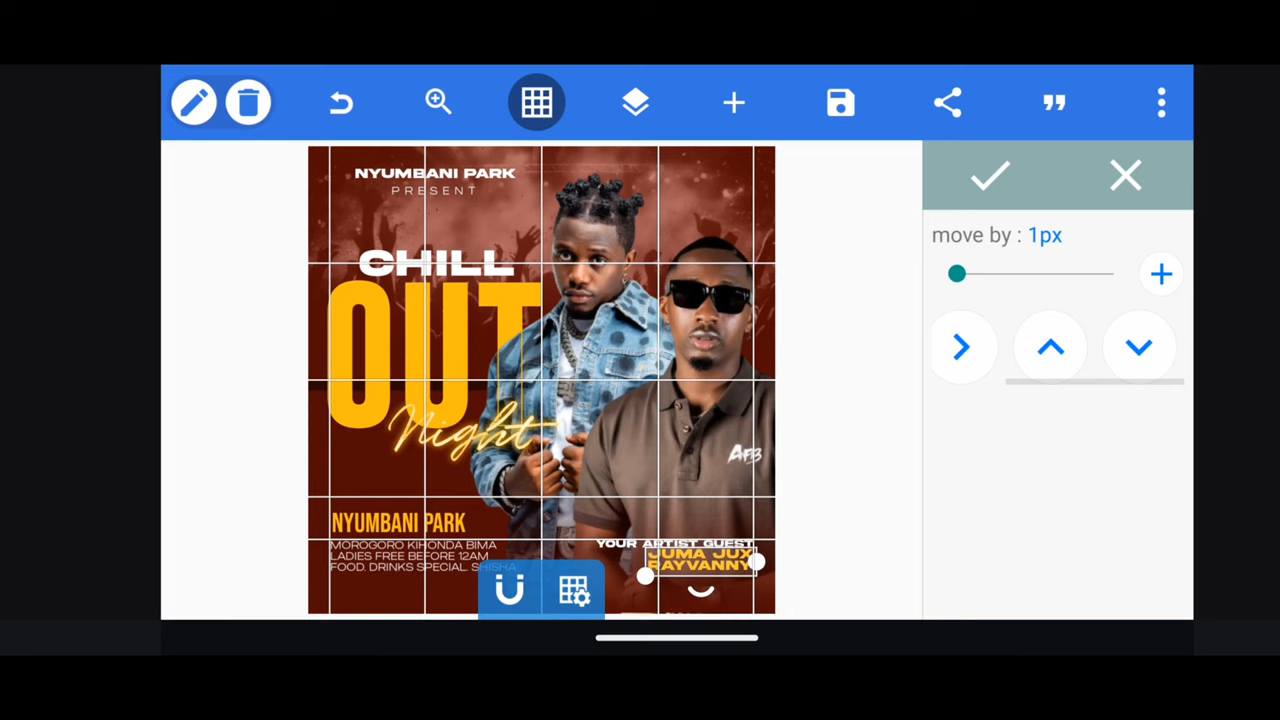 NYUMBANI PARK
PRESENT
CHILL
OUT
Night
NYUMBANI PARK
MOROGORO KIHONDA BIMA
LADIES FREE BEFORE 12AM
FOOD. DRINKS SPECIAL. SHISHA
YOUR ARTIST GUEST
JUMA JUX
RAYVANNY
move by : 1px